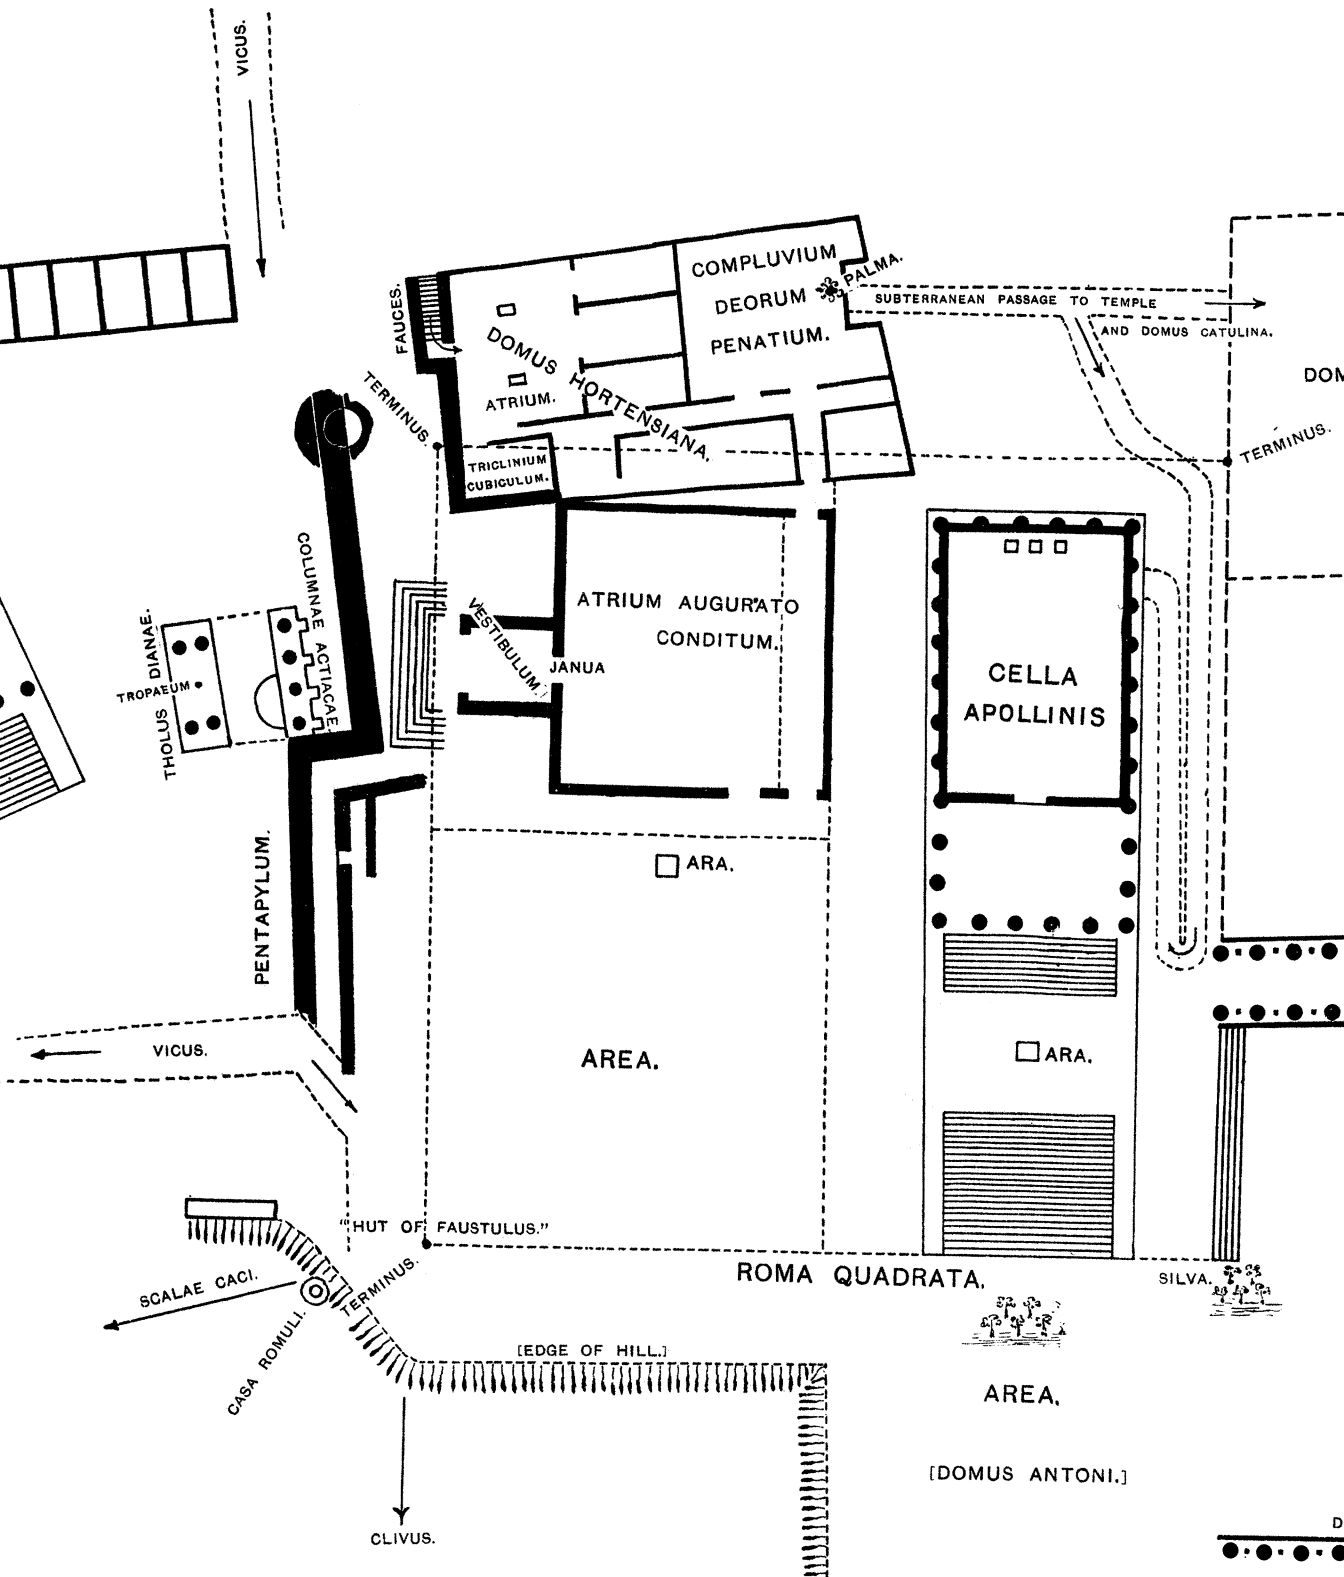 VICUS.
COMPLUVIUM
DEORUM
PENATIUM.
PALMA.
SUBTERRANEAN PASSAGE TO TEMPLE
AND DOMUS CATULINA.
FAUCES.
DOMUS HORTENSIANA.
ATRIUM.
TERMINUS.
TRICLINIUM
CUBICULUM.
DOM
TERMINUS.
COLUMNAE ACTIACAE.
THOLUS DIANAE.
TROPAEUM
VESTIBULUM.
JANUA
ATRIUM AUGURATO
CONDITUM.
CELLA
APOLLINIS
PENTAPYLUM.
ARA.
VICUS.
AREA.
ARA.
"HUT OF FAUSTULUS."
TERMINUS.
ROMA QUADRATA.
SILVA.
SCALAE CACI.
CASA ROMULI.
[EDGE OF HILL.]
AREA.
[DOMUS ANTONI.]
CLIVUS.
D